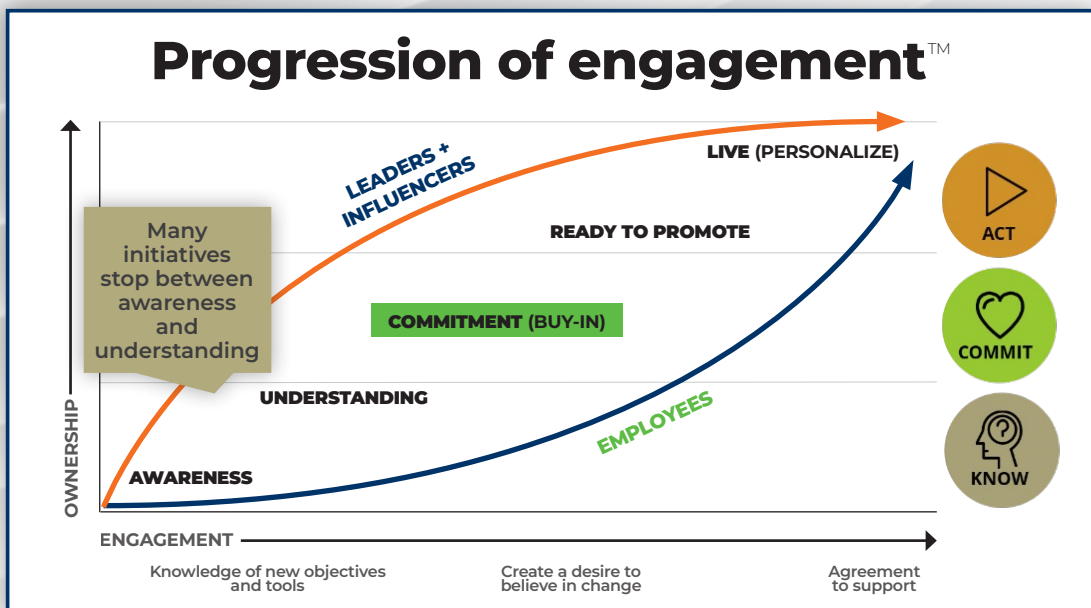 Progression of engagement™
OWNERSHIP
LEADERS +
INFLUENCERS
LIVE (PERSONALIZE)
READY TO PROMOTE
Many
initiatives
stop between
awareness
and
understanding
COMMITMENT (BUY-IN)
UNDERSTANDING
EMPLOYEES
AWARENESS
ACT
COMMIT
KNOW
ENGAGEMENT
Knowledge of new objectives
and tools
Create a desire to
believe in change
Agreement
to support